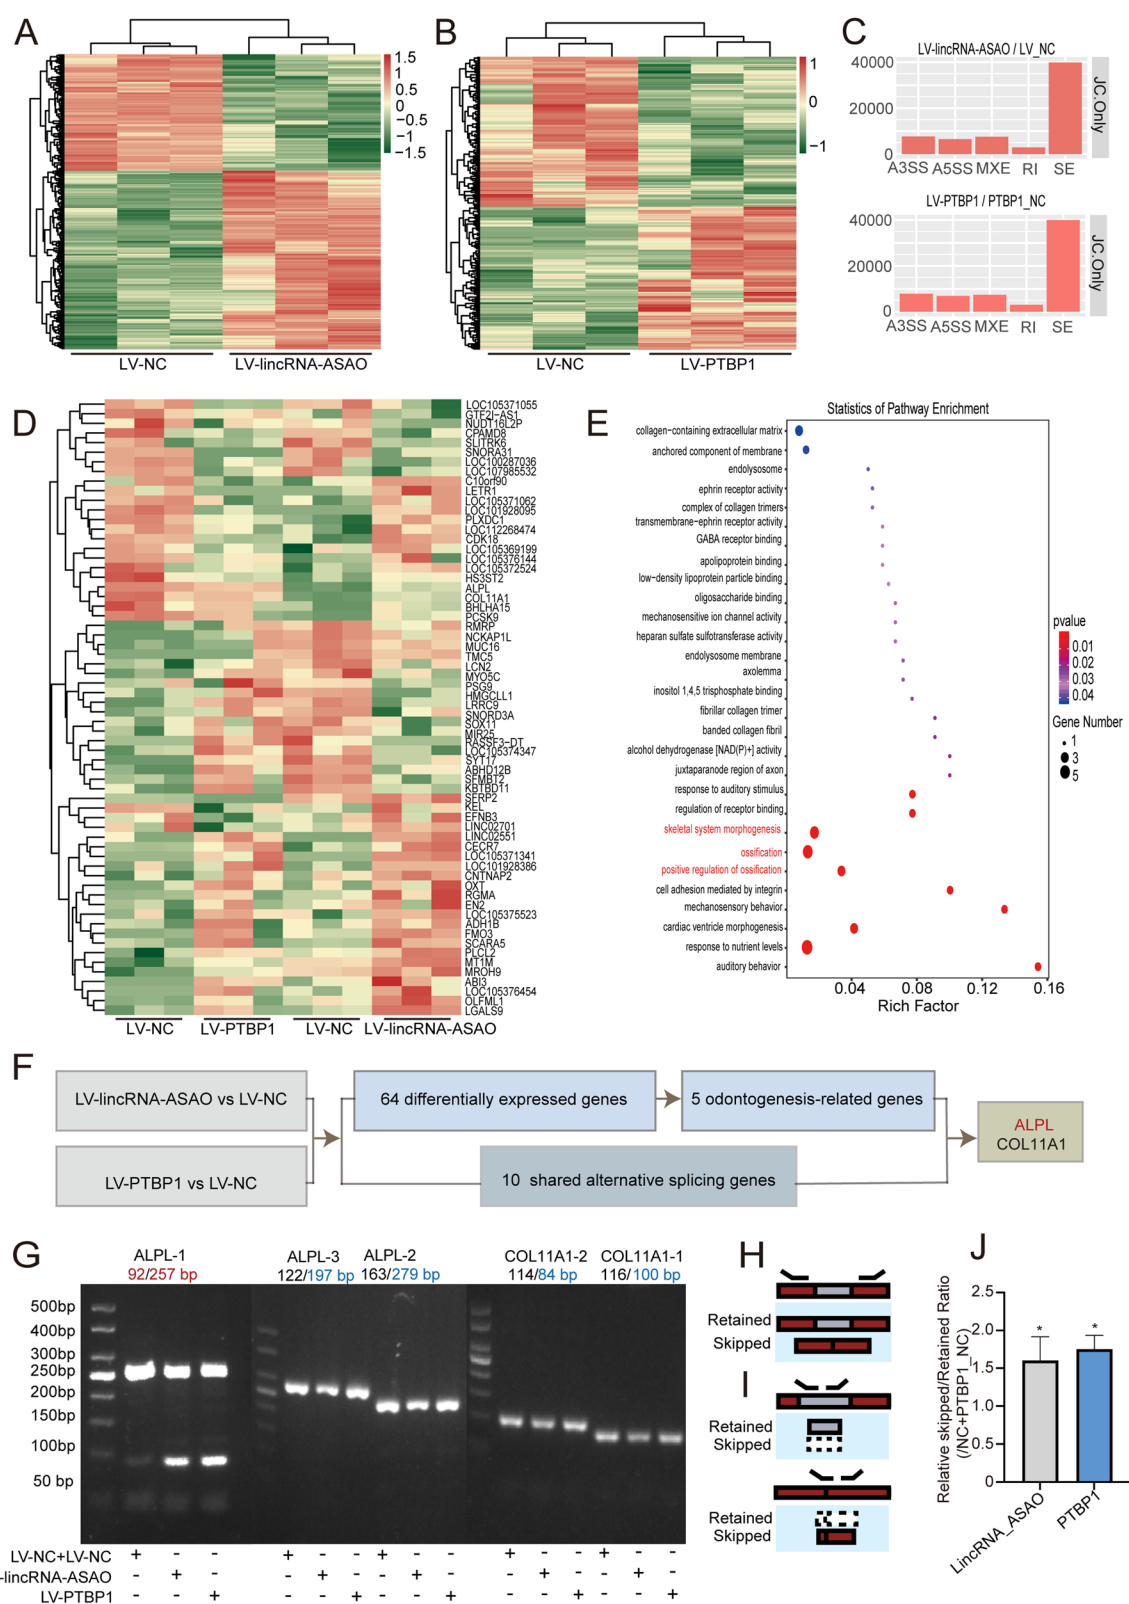 A
1.5
1
0.5
0
−0.5
−1
−1.5
LV-NC
LV-lincRNA-ASAO
B
1
0
−1
LV-NC
LV-PTBP1
C
LV-lincRNA-ASAO / LV_NC
40000
20000
0
A3SS A5SS MXE RI SE
JC.Only
LV-PTBP1 / PTBP1_NC
40000
20000
0
A3SS A5SS MXE RI SE
JC.Only
D
LOC105371055
GTF2I-AS1
NUDT16L2P
CPAMD8
SLITRK6
SNORA31
LOC100287036
LOC107985532
C10orf90
LETR1
LOC105371062
LOC101928095
PLXDC1
LOC112268474
CDK18
LOC105369199
LOC105376144
LOC105372524
HS3ST2
ALPL
COL11A1
BHLHA15
PCSK9
RMRP
NCKAP1L
MUC16
TMC5
LCN2
MYO5C
PSG9
HMGCLL1
LRRC9
SNORD3A
SOX11
MIR25
RASSF3-DT
LOC105374347
SYT17
ABHD12B
SFMBT2
KBTBD11
SFRP2
KEL
EFNB3
LINC02701
LINC02551
CECR7
LOC105371341
LOC101928386
CNTNAP2
OXT
RGMA
EN2
LOC105375523
ADH1B
FMO3
SCARA5
PLCL2
MT1M
MROH9
ABI3
LOC105376454
OLFML1
LGALS9
LV-NC LV-PTBP1 LV-NC LV-lincRNA-ASAO
E
Statistics of Pathway Enrichment
collagen−containing extracellular matrix
anchored component of membrane
endolysosome
ephrin receptor activity
complex of collagen trimers
transmembrane−ephrin receptor activity
GABA receptor binding
apolipoprotein binding
low−density lipoprotein particle binding
oligosaccharide binding
mechanosensitive ion channel activity
heparan sulfate sulfotransferase activity
endolysosome membrane
axolemma
inositol 1,4,5 trisphosphate binding
fibrillar collagen trimer
banded collagen fibril
alcohol dehydrogenase [NAD(P)+] activity
juxtaparanode region of axon
response to auditory stimulus
regulation of receptor binding
skeletal system morphogenesis
ossification
positive regulation of ossification
cell adhesion mediated by integrin
mechanosensory behavior
cardiac ventricle morphogenesis
response to nutrient levels
auditory behavior
0.04 0.08 0.12 0.16
Rich Factor
pvalue
0.01
0.02
0.03
0.04
Gene Number
1
3
5
F
LV-lincRNA-ASAO vs LV-NC
LV-PTBP1 vs LV-NC
64 differentially expressed genes
5 odontogenesis-related genes
10 shared alternative splicing genes
ALPL
COL11A1
G
ALPL-1
92/257 bp
ALPL-3
122/197 bp
ALPL-2
163/279 bp
COL11A1-2
114/84 bp
COL11A1-1
116/100 bp
500bp
400bp
300bp
250bp
200bp
150bp
100bp
50 bp
LV-NC+LV-NC + - - + - - + - - + - - + - -
-lincRNA-ASAO - + - - + - - + - - + - - + -
LV-PTBP1 - - + - - + - - + - - + - - +
H
Retained
Skipped
I
Retained
Skipped
Retained
Skipped
J
Relative skipped/Retained Ratio
(/NC+PTBP1_NC)
2.5
2.0
1.5
1.0
0.5
0
* *
LincRNA_ASAO
PTBP1